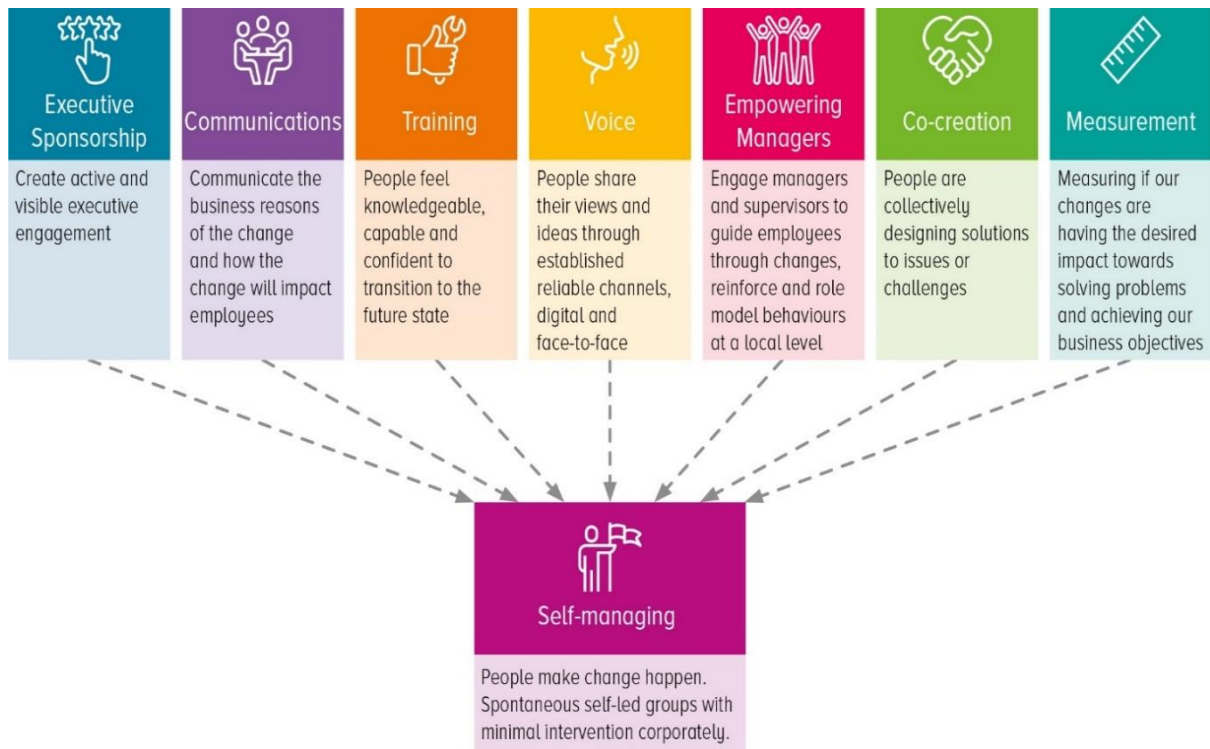 Executive
Sponsorship
Create active and
visible executive
engagement
Communications
Communicate the
business reasons
of the change
and how the
change will impact
employees
Training
People feel
knowledgeable,
capable and
confident to
transition to the
future state
Voice
People share
their views and
ideas through
established
reliable channels,
digital and
face-to-face
Empowering
Managers
Engage managers
and supervisors to
guide employees
through changes,
reinforce and role
model behaviours
at a local level
Co-creation
People are
collectively
designing solutions
to issues or
challenges
Measurement
Measuring if our
changes are
having the desired
impact towards
solving problems
and achieving our
business objectives
Self-managing
People make change happen.
Spontaneous self-led groups with
minimal intervention corporately.